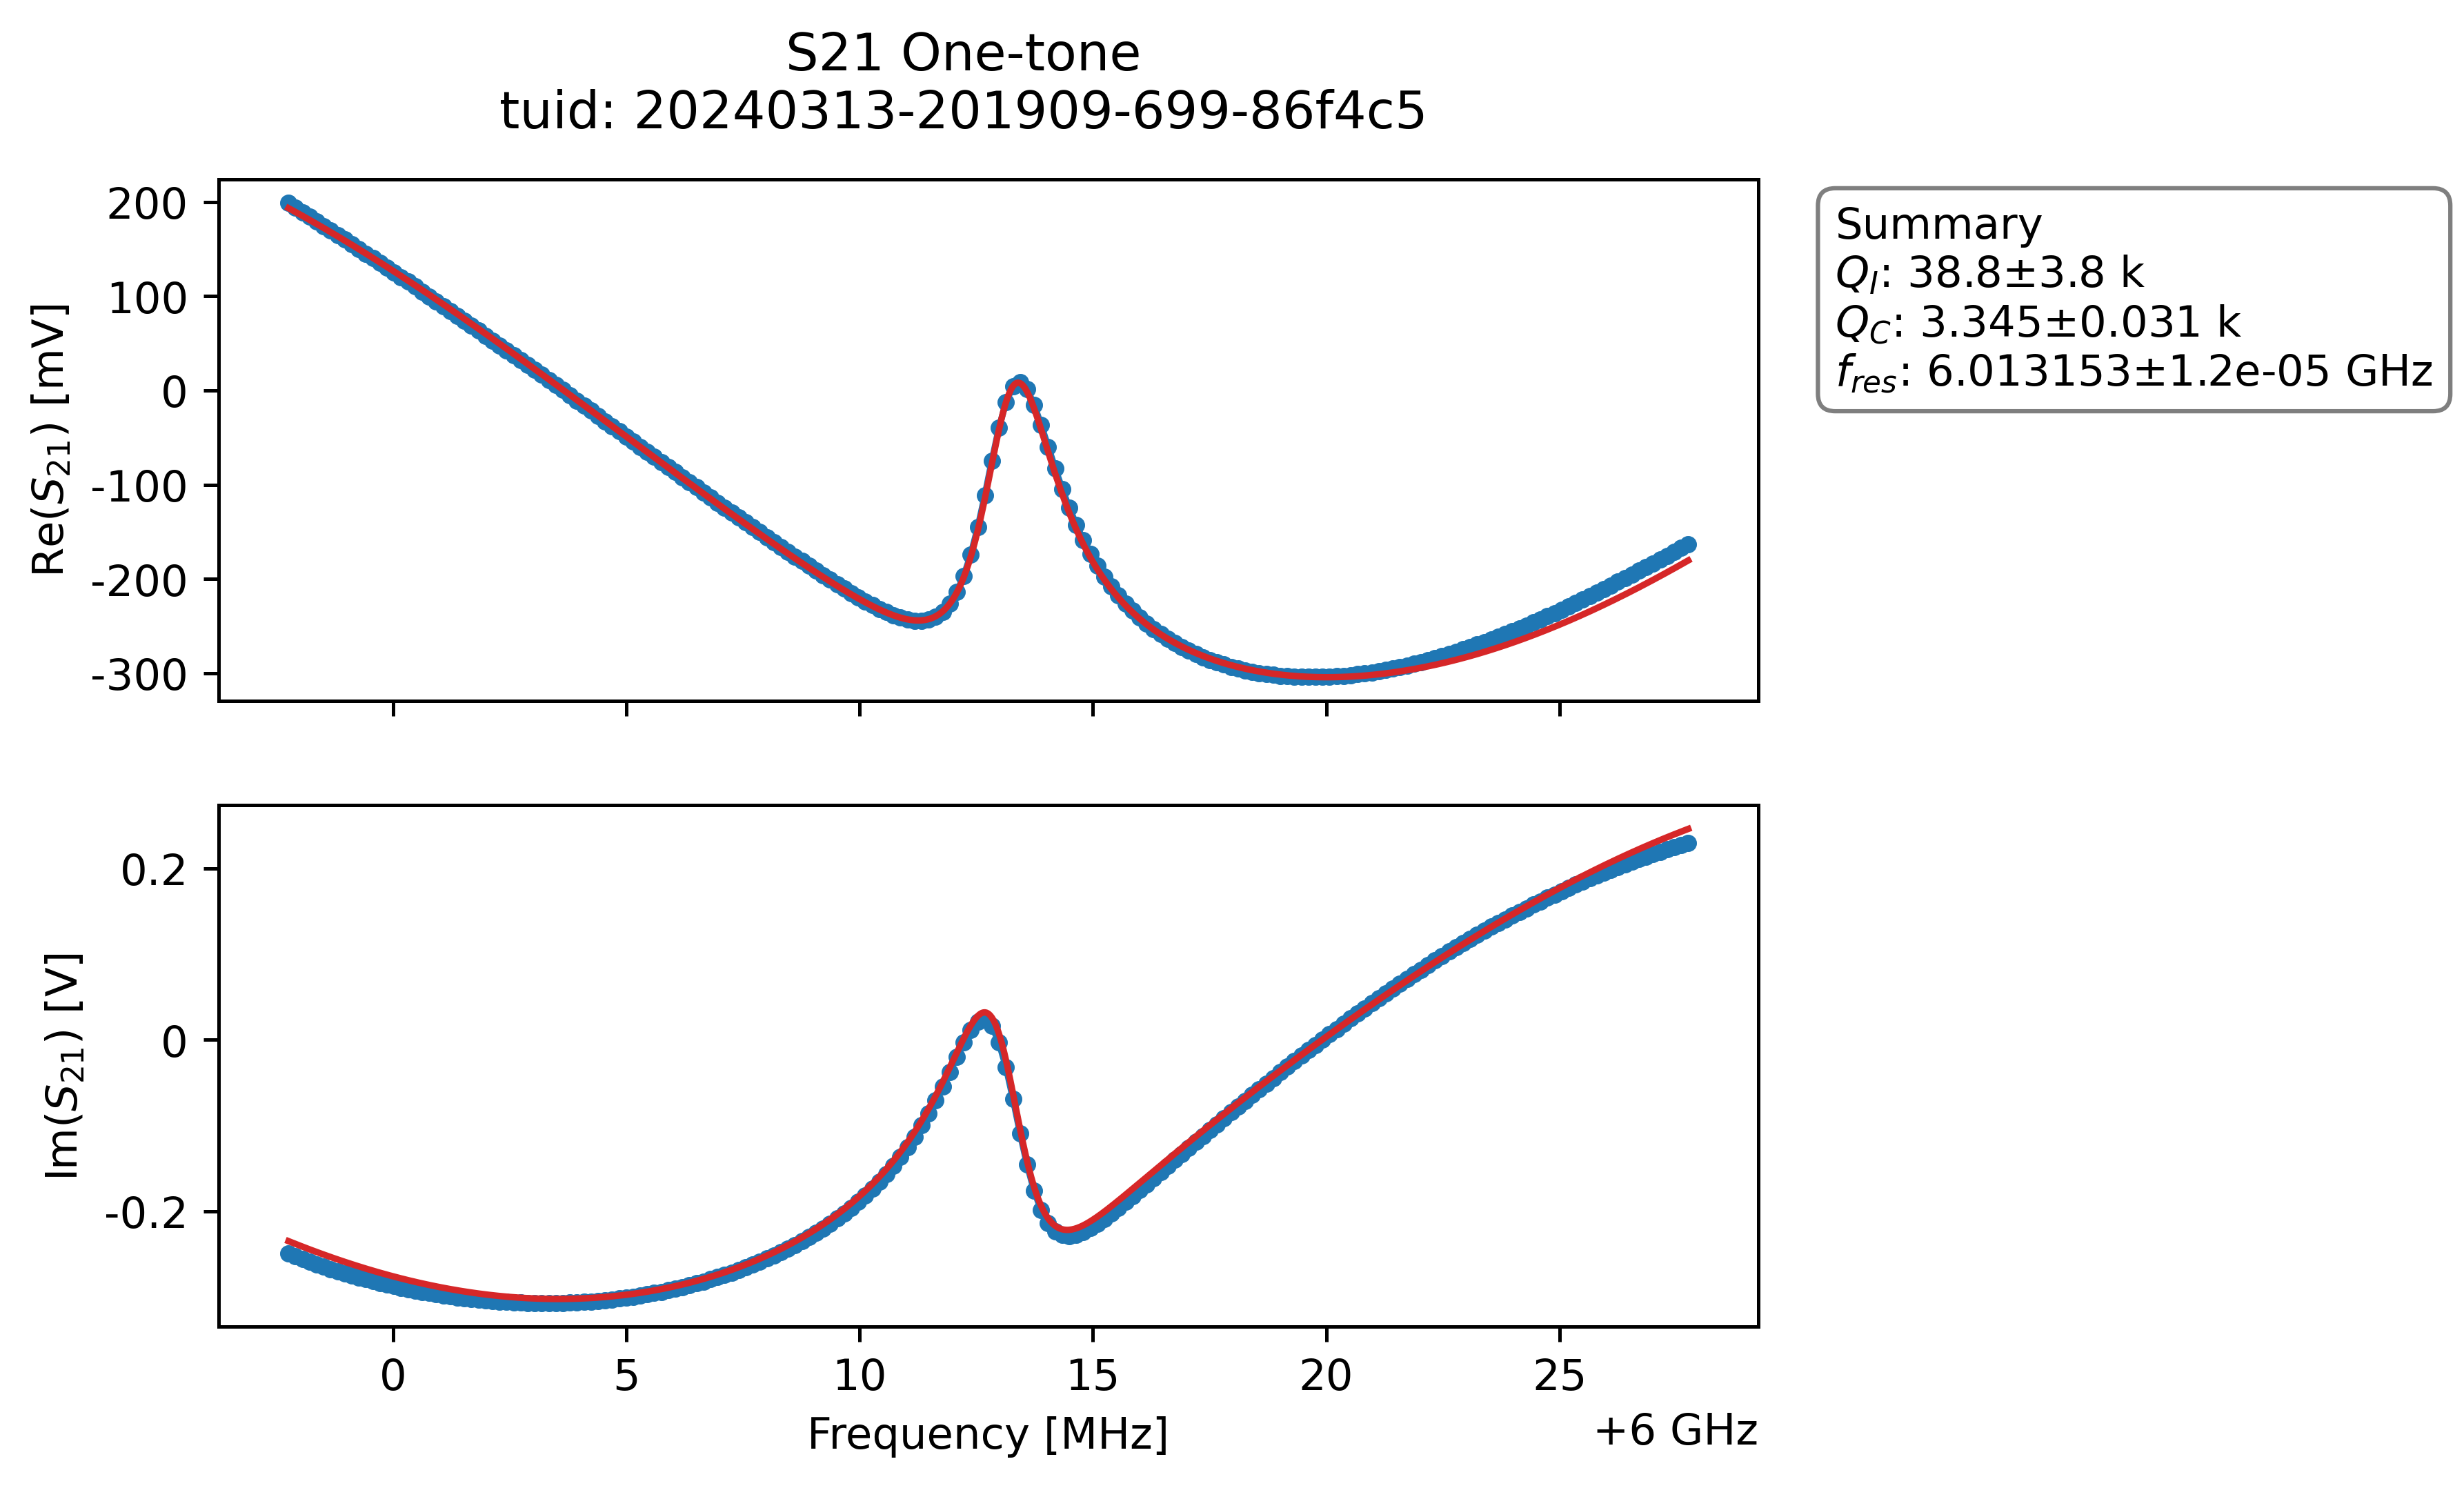 S21 One-tone
tuid: 20240313-201909-699-86f4c5
Re(S21) [mV]
200
100
0
-100
-200
-300
Summary
QI: 38.8±3.8 k
QC: 3.345±0.031 k
fres: 6.013153±1.2e-05 GHz
Im(S21) [V]
0.2
0
-0.2
0 5 10 15 20 25
Frequency [MHz]
+6 GHz